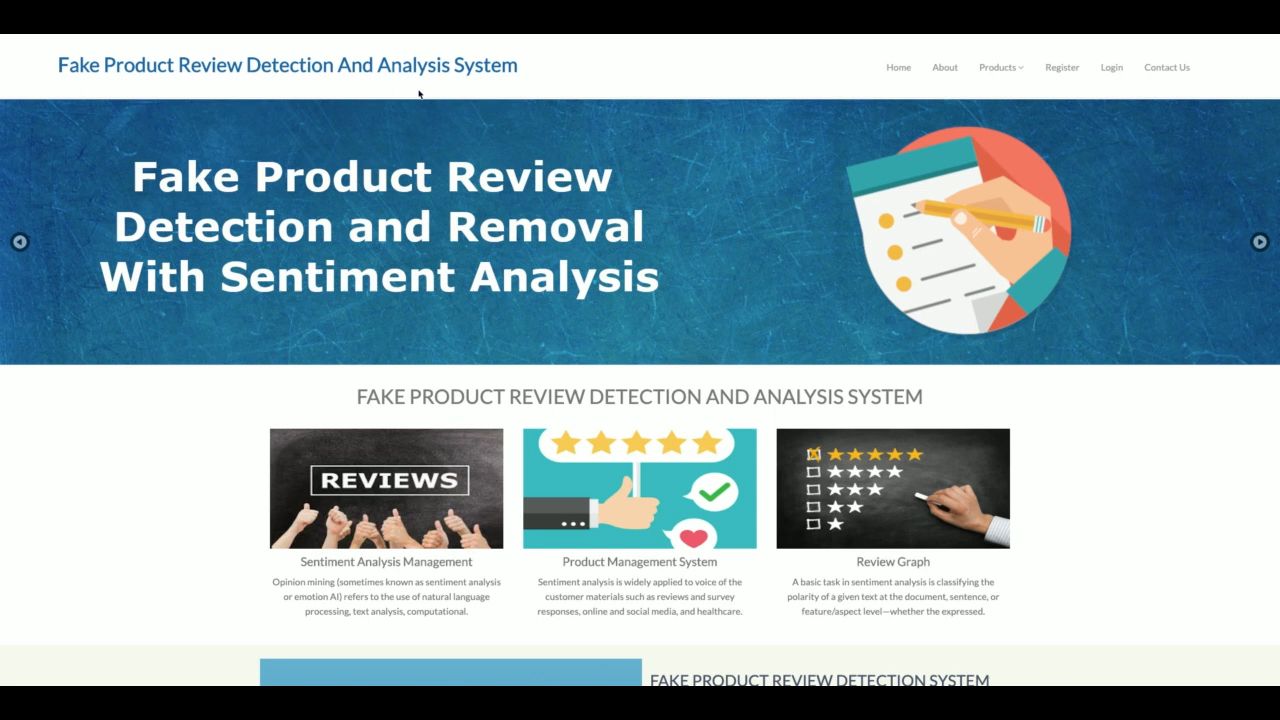 Fake Product Review Detection And Analysis System
Home About Products Register Login Contact Us
Fake Product Review
Detection and Removal
With Sentiment Analysis
FAKE PRODUCT REVIEW DETECTION AND ANALYSIS SYSTEM
REVIEWS
Sentiment Analysis Management
Opinion mining (sometimes known as sentiment analysis
or emotion AI) refers to the use of natural language
processing, text analysis, computational.
Product Management System
Sentiment analysis is widely applied to voice of the
customer materials such as reviews and survey
responses, online and social media, and healthcare.
Review Graph
A basic task in sentiment analysis is classifying the
polarity of a given text at the document, sentence, or
feature/aspect level—whether the expressed.
FAKE PRODUCT REVIEW DETECTION SYSTEM